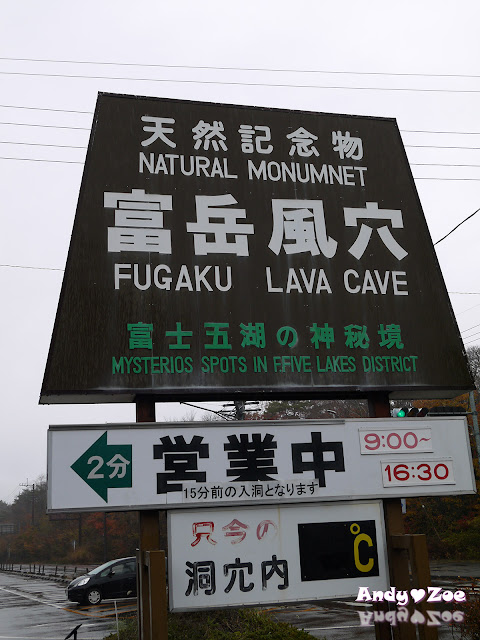 天然記念物
NATURAL MONUMNET
富岳風穴
FUGAKU LAVA CAVE
富士五湖の神秘境
MYSTERIOS SPOTS IN F.FIVE LAKES DISTRICT
2分
営業中
9:00~
16:30
15分前の入洞となります
只今の
洞穴内
℃
Andy♥Zoe